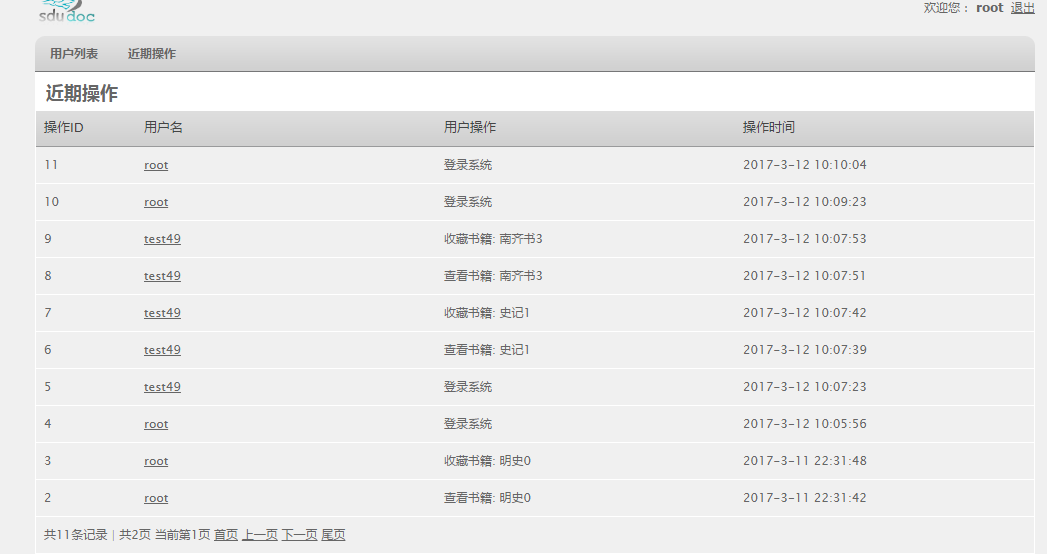 sdu doc
欢迎您： root 退出
用户列表 近期操作
近期操作
操作ID 用户名 用户操作 操作时间
11 root 登录系统 2017-3-12 10:10:04
10 root 登录系统 2017-3-12 10:09:23
9 test49 收藏书籍: 南齐书3 2017-3-12 10:07:53
8 test49 查看书籍: 南齐书3 2017-3-12 10:07:51
7 test49 收藏书籍: 史记1 2017-3-12 10:07:42
6 test49 查看书籍: 史记1 2017-3-12 10:07:39
5 test49 登录系统 2017-3-12 10:07:23
4 root 登录系统 2017-3-12 10:05:56
3 root 收藏书籍: 明史0 2017-3-11 22:31:48
2 root 查看书籍: 明史0 2017-3-11 22:31:42
共11条记录 | 共2页 当前第1页 首页 上一页 下一页 尾页